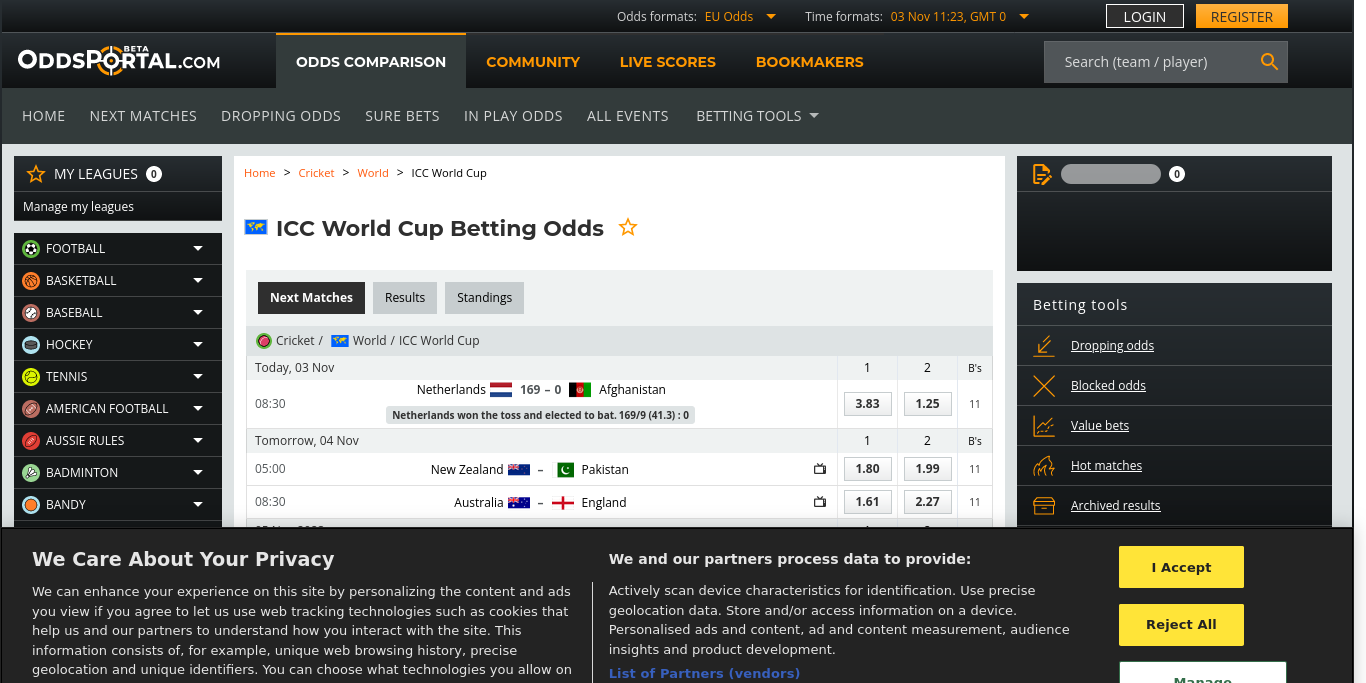 Odds formats: EU Odds Time formats: 03 Nov 11:23, GMT 0 LOGIN REGISTER
ODDSPORTAL.COM BETA
ODDS COMPARISON COMMUNITY LIVE SCORES BOOKMAKERS Search (team / player)
HOME NEXT MATCHES DROPPING ODDS SURE BETS IN PLAY ODDS ALL EVENTS BETTING TOOLS
MY LEAGUES 0
Manage my leagues
FOOTBALL
BASKETBALL
BASEBALL
HOCKEY
TENNIS
AMERICAN FOOTBALL
AUSSIE RULES
BADMINTON
BANDY
Home > Cricket > World > ICC World Cup
ICC World Cup Betting Odds
Next Matches Results Standings
Cricket / World / ICC World Cup
Today, 03 Nov 1 2 B's
08:30 Netherlands 169 – 0 Afghanistan 3.83 1.25 11
Netherlands won the toss and elected to bat. 169/9 (41.3) : 0
Tomorrow, 04 Nov 1 2 B's
05:00 New Zealand – Pakistan 1.80 1.99 11
08:30 Australia – England 1.61 2.27 11
0
Betting tools
Dropping odds
Blocked odds
Value bets
Hot matches
Archived results
We Care About Your Privacy
We can enhance your experience on this site by personalizing the content and ads
you view if you agree to let us use web tracking technologies such as cookies that
help us and our partners to understand how you interact with the site. This
information consists of, for example, unique web browsing history, precise
geolocation and unique identifiers. You can choose what technologies you allow on
We and our partners process data to provide:
Actively scan device characteristics for identification. Use precise
geolocation data. Store and/or access information on a device.
Personalised ads and content, ad and content measurement, audience
insights and product development.
List of Partners (vendors)
I Accept
Reject All
Manage